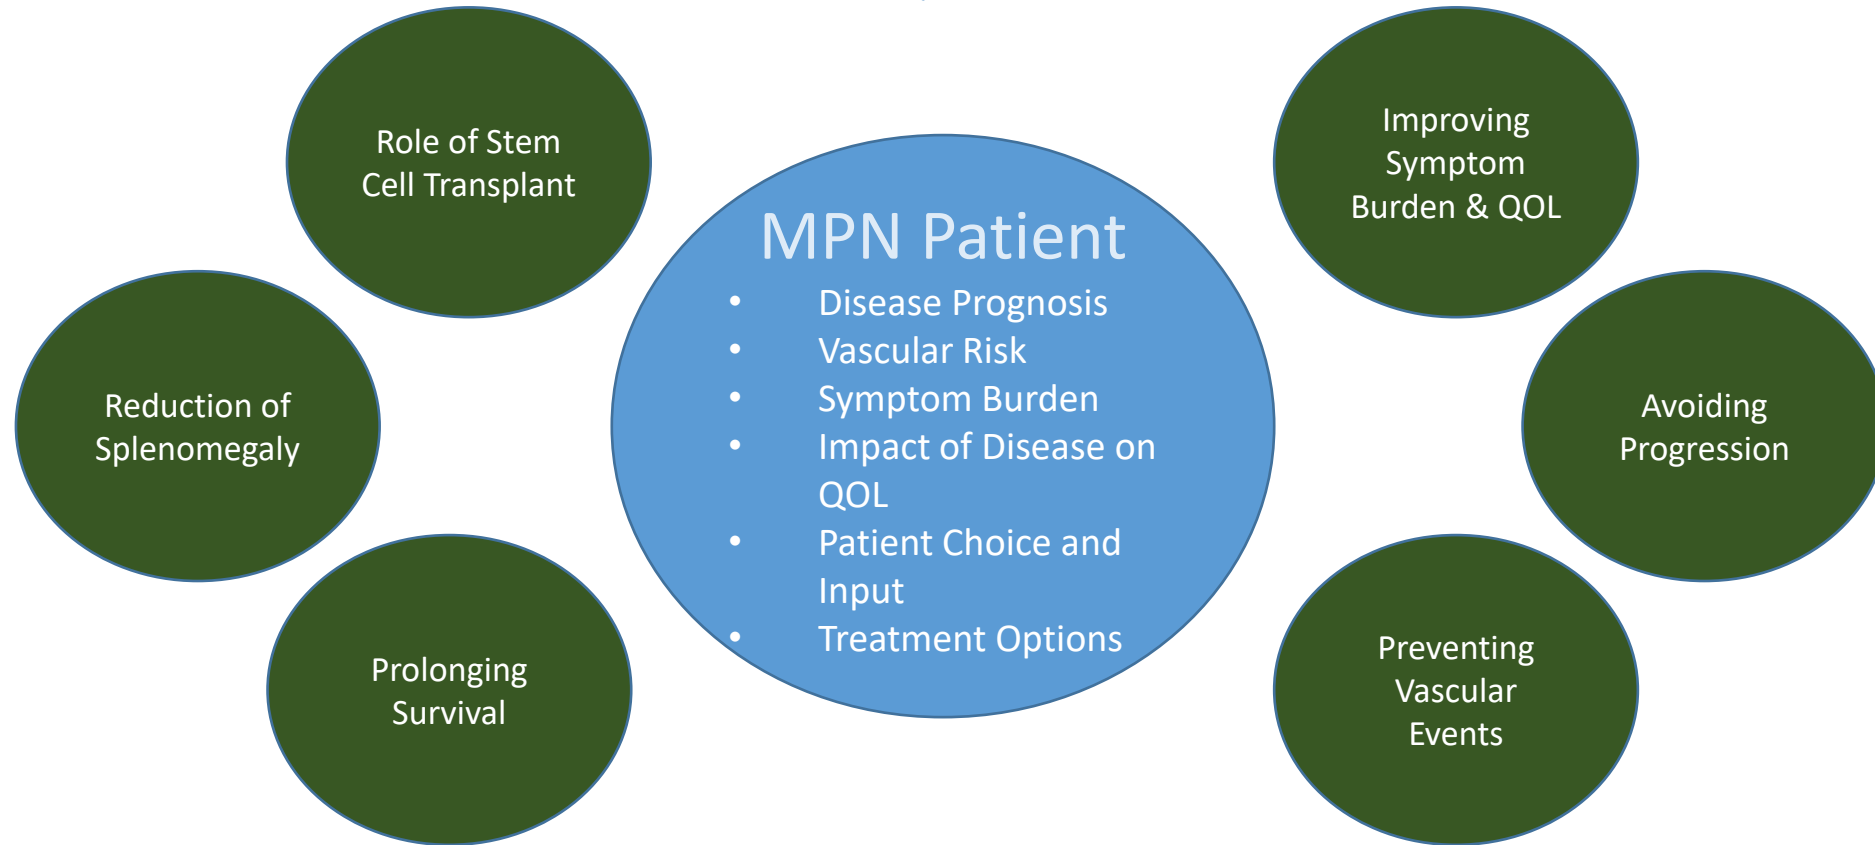 Role of Stem
Cell Transplant
Reduction of
Splenomegaly
Prolonging
Survival
MPN Patient
• Disease Prognosis
• Vascular Risk
• Symptom Burden
• Impact of Disease on
QOL
• Patient Choice and
Input
• Treatment Options
Improving
Symptom
Burden & QOL
Avoiding
Progression
Preventing
Vascular
Events